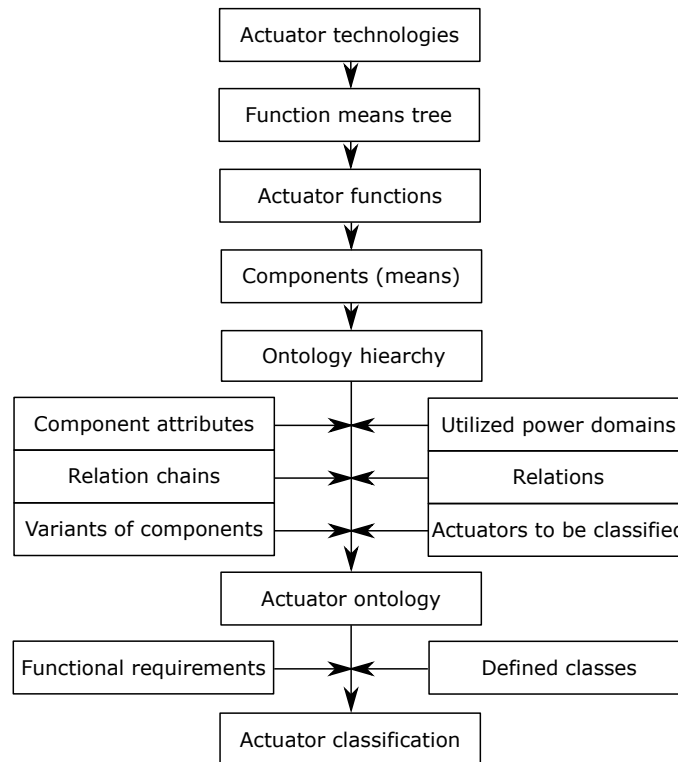 Actuator technologies
Function means tree
Actuator functions
Components (means)
Ontology hiearchy
Component attributes
Utilized power domains
Relation chains
Relations
Variants of components
Actuators to be classified
Actuator ontology
Functional requirements
Defined classes
Actuator classification